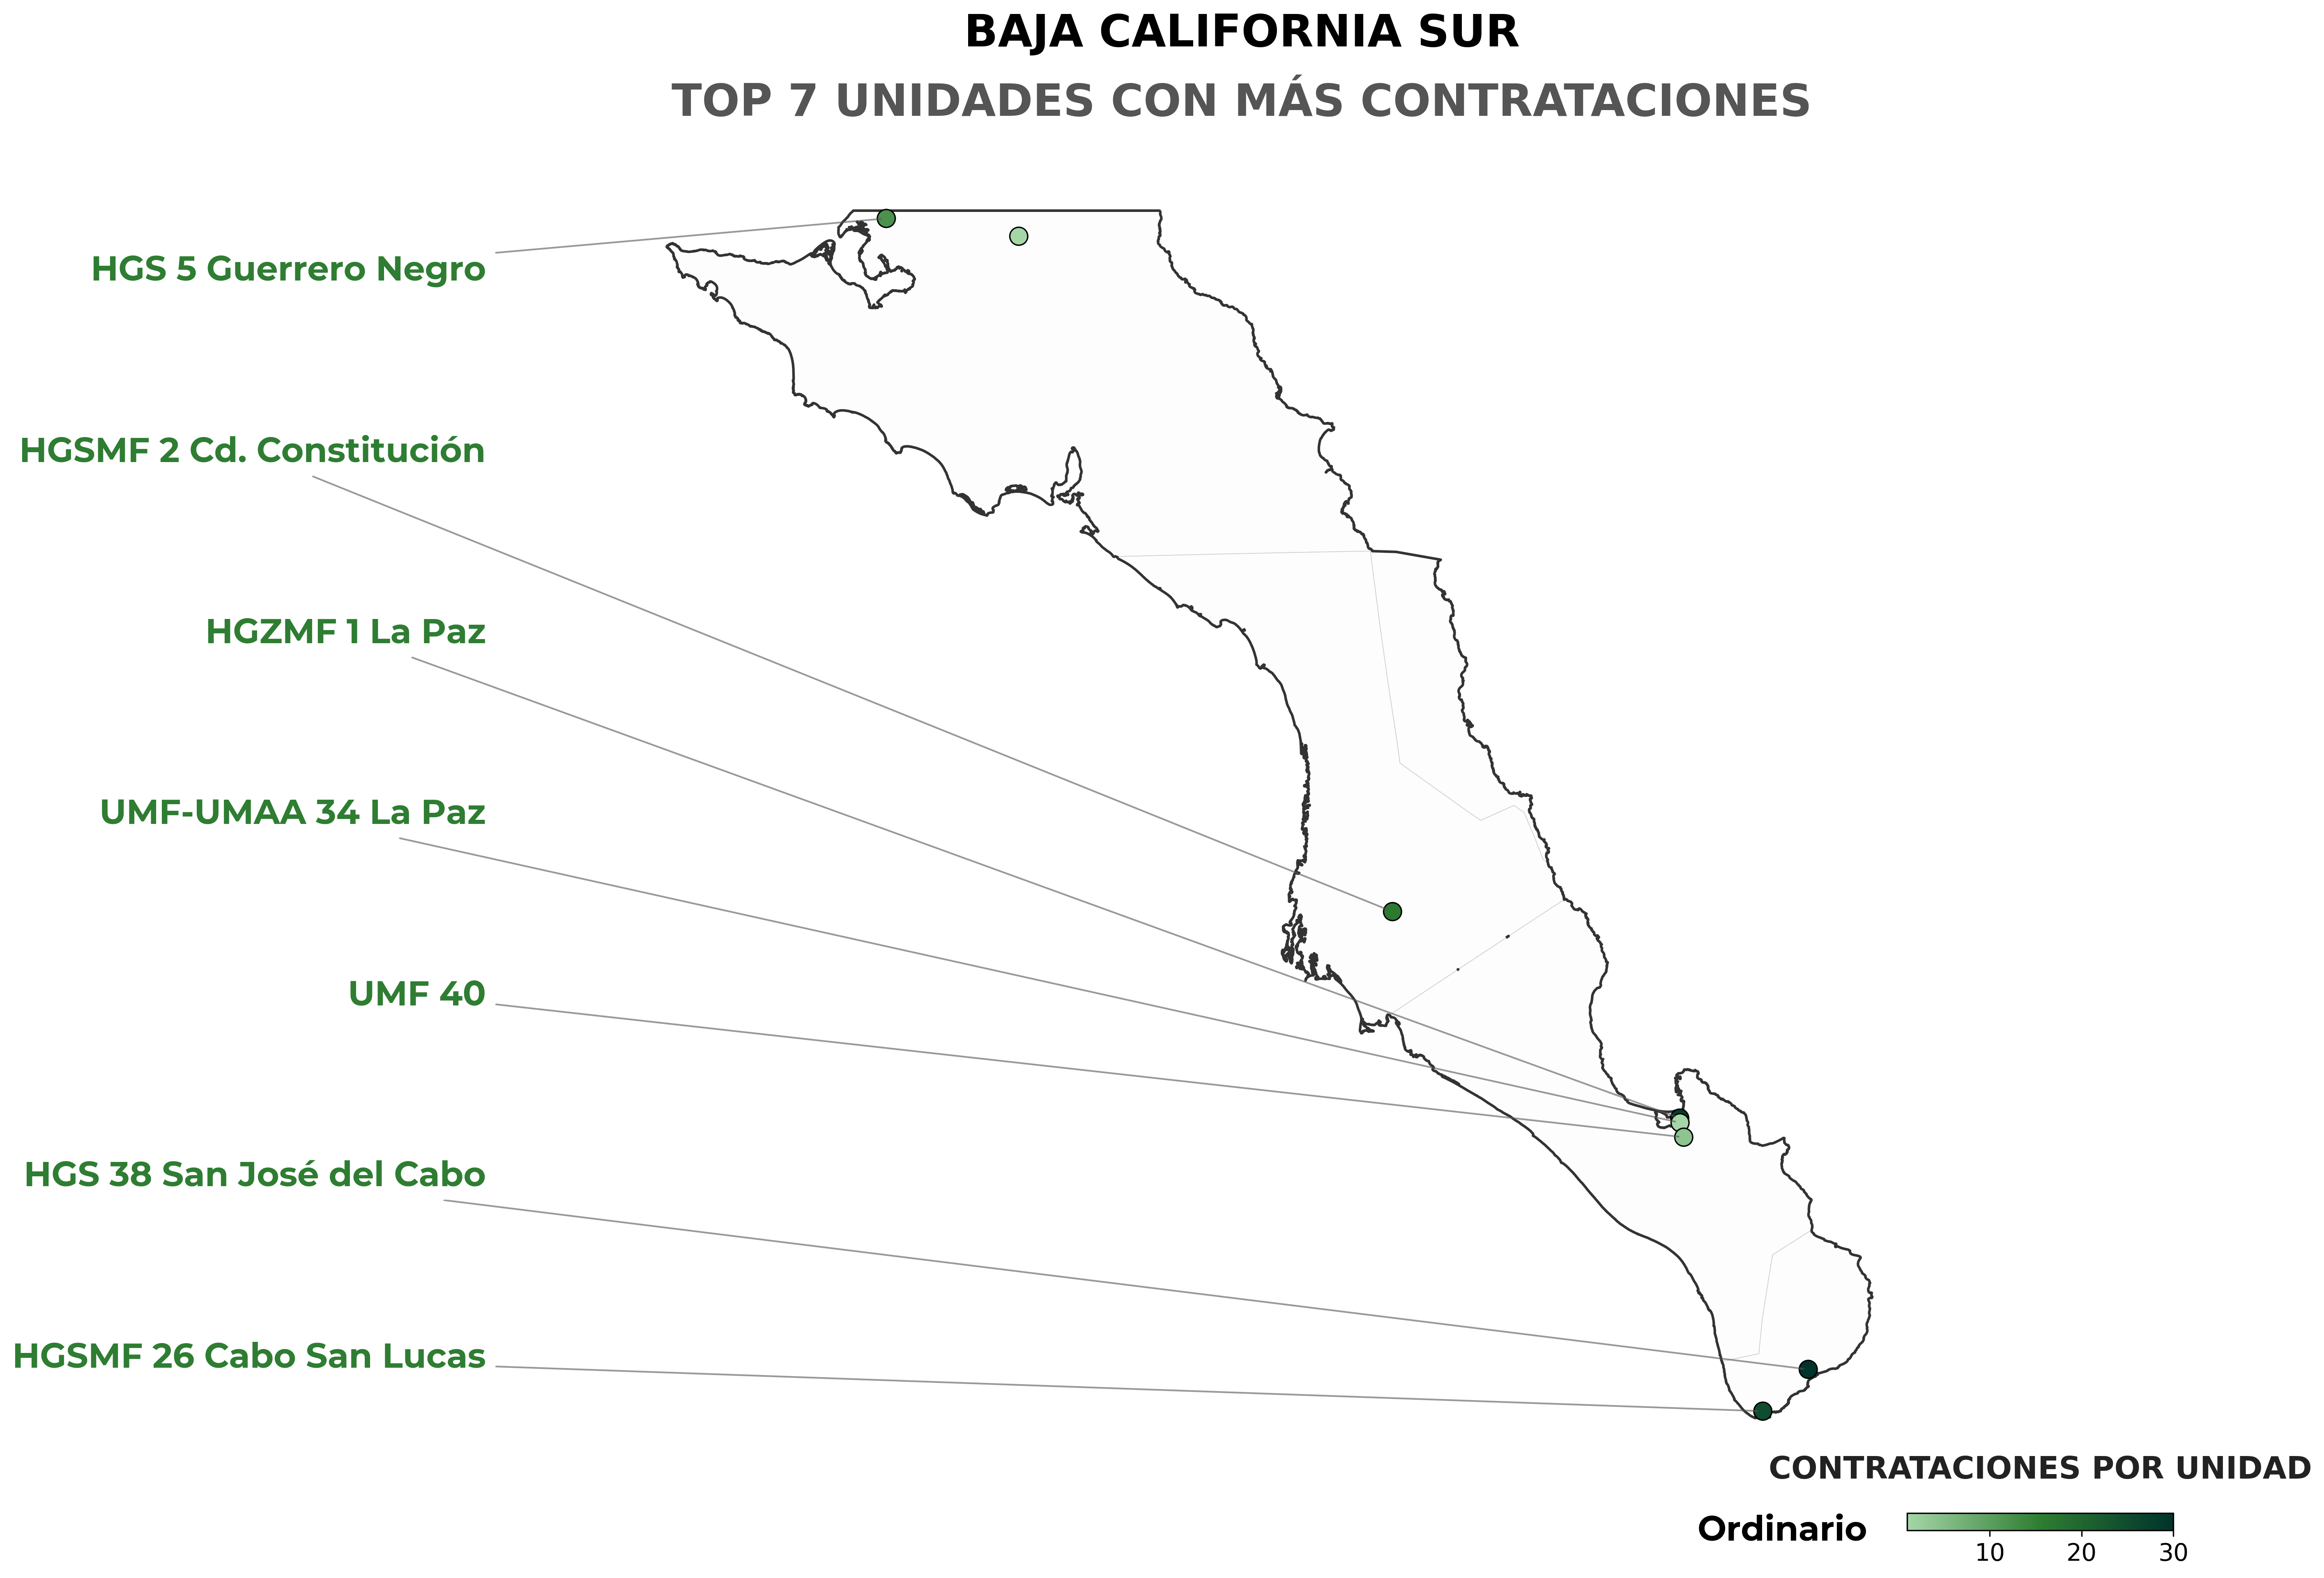 BAJA CALIFORNIA SUR
TOP 7 UNIDADES CON MÁS CONTRATACIONES
HGS 5 Guerrero Negro
HGSMF 2 Cd. Constitución
HGZMF 1 La Paz
UMF-UMAA 34 La Paz
UMF 40
HGS 38 San José del Cabo
HGSMF 26 Cabo San Lucas
CONTRATACIONES POR UNIDAD
Ordinario
10 20 30